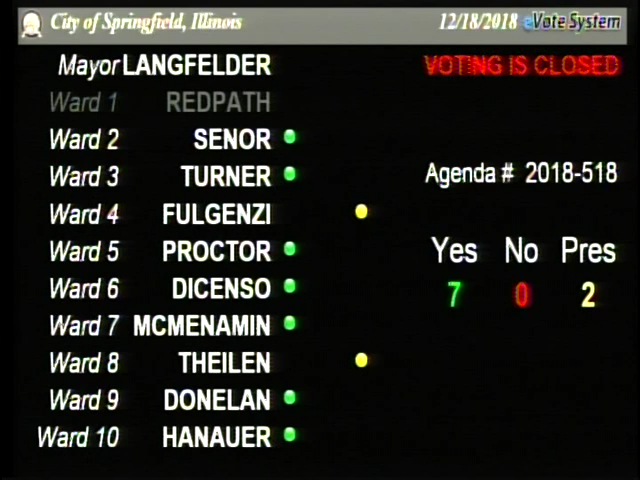 City of Springfield, Illinois 12/18/2018 eVote System
Mayor LANGFELDER VOTING IS CLOSED
Ward 1 REDPATH
Ward 2 SENOR
Ward 3 TURNER Agenda # 2018-518
Ward 4 FULGENZI
Ward 5 PROCTOR Yes No Pres
Ward 6 DICENSO 7 0 2
Ward 7 MCMENAMIN
Ward 8 THEILEN
Ward 9 DONELAN
Ward 10 HANAUER